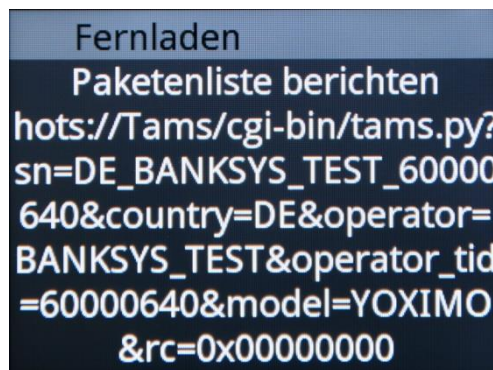 Fernladen
Paketenliste berichten
hots://Tams/cgi-bin/tams.py?
sn=DE_BANKSYS_TEST_60000
640&country=DE&operator=
BANKSYS_TEST&operator_tid
=60000640&model=YOXIMO
&rc=0x00000000